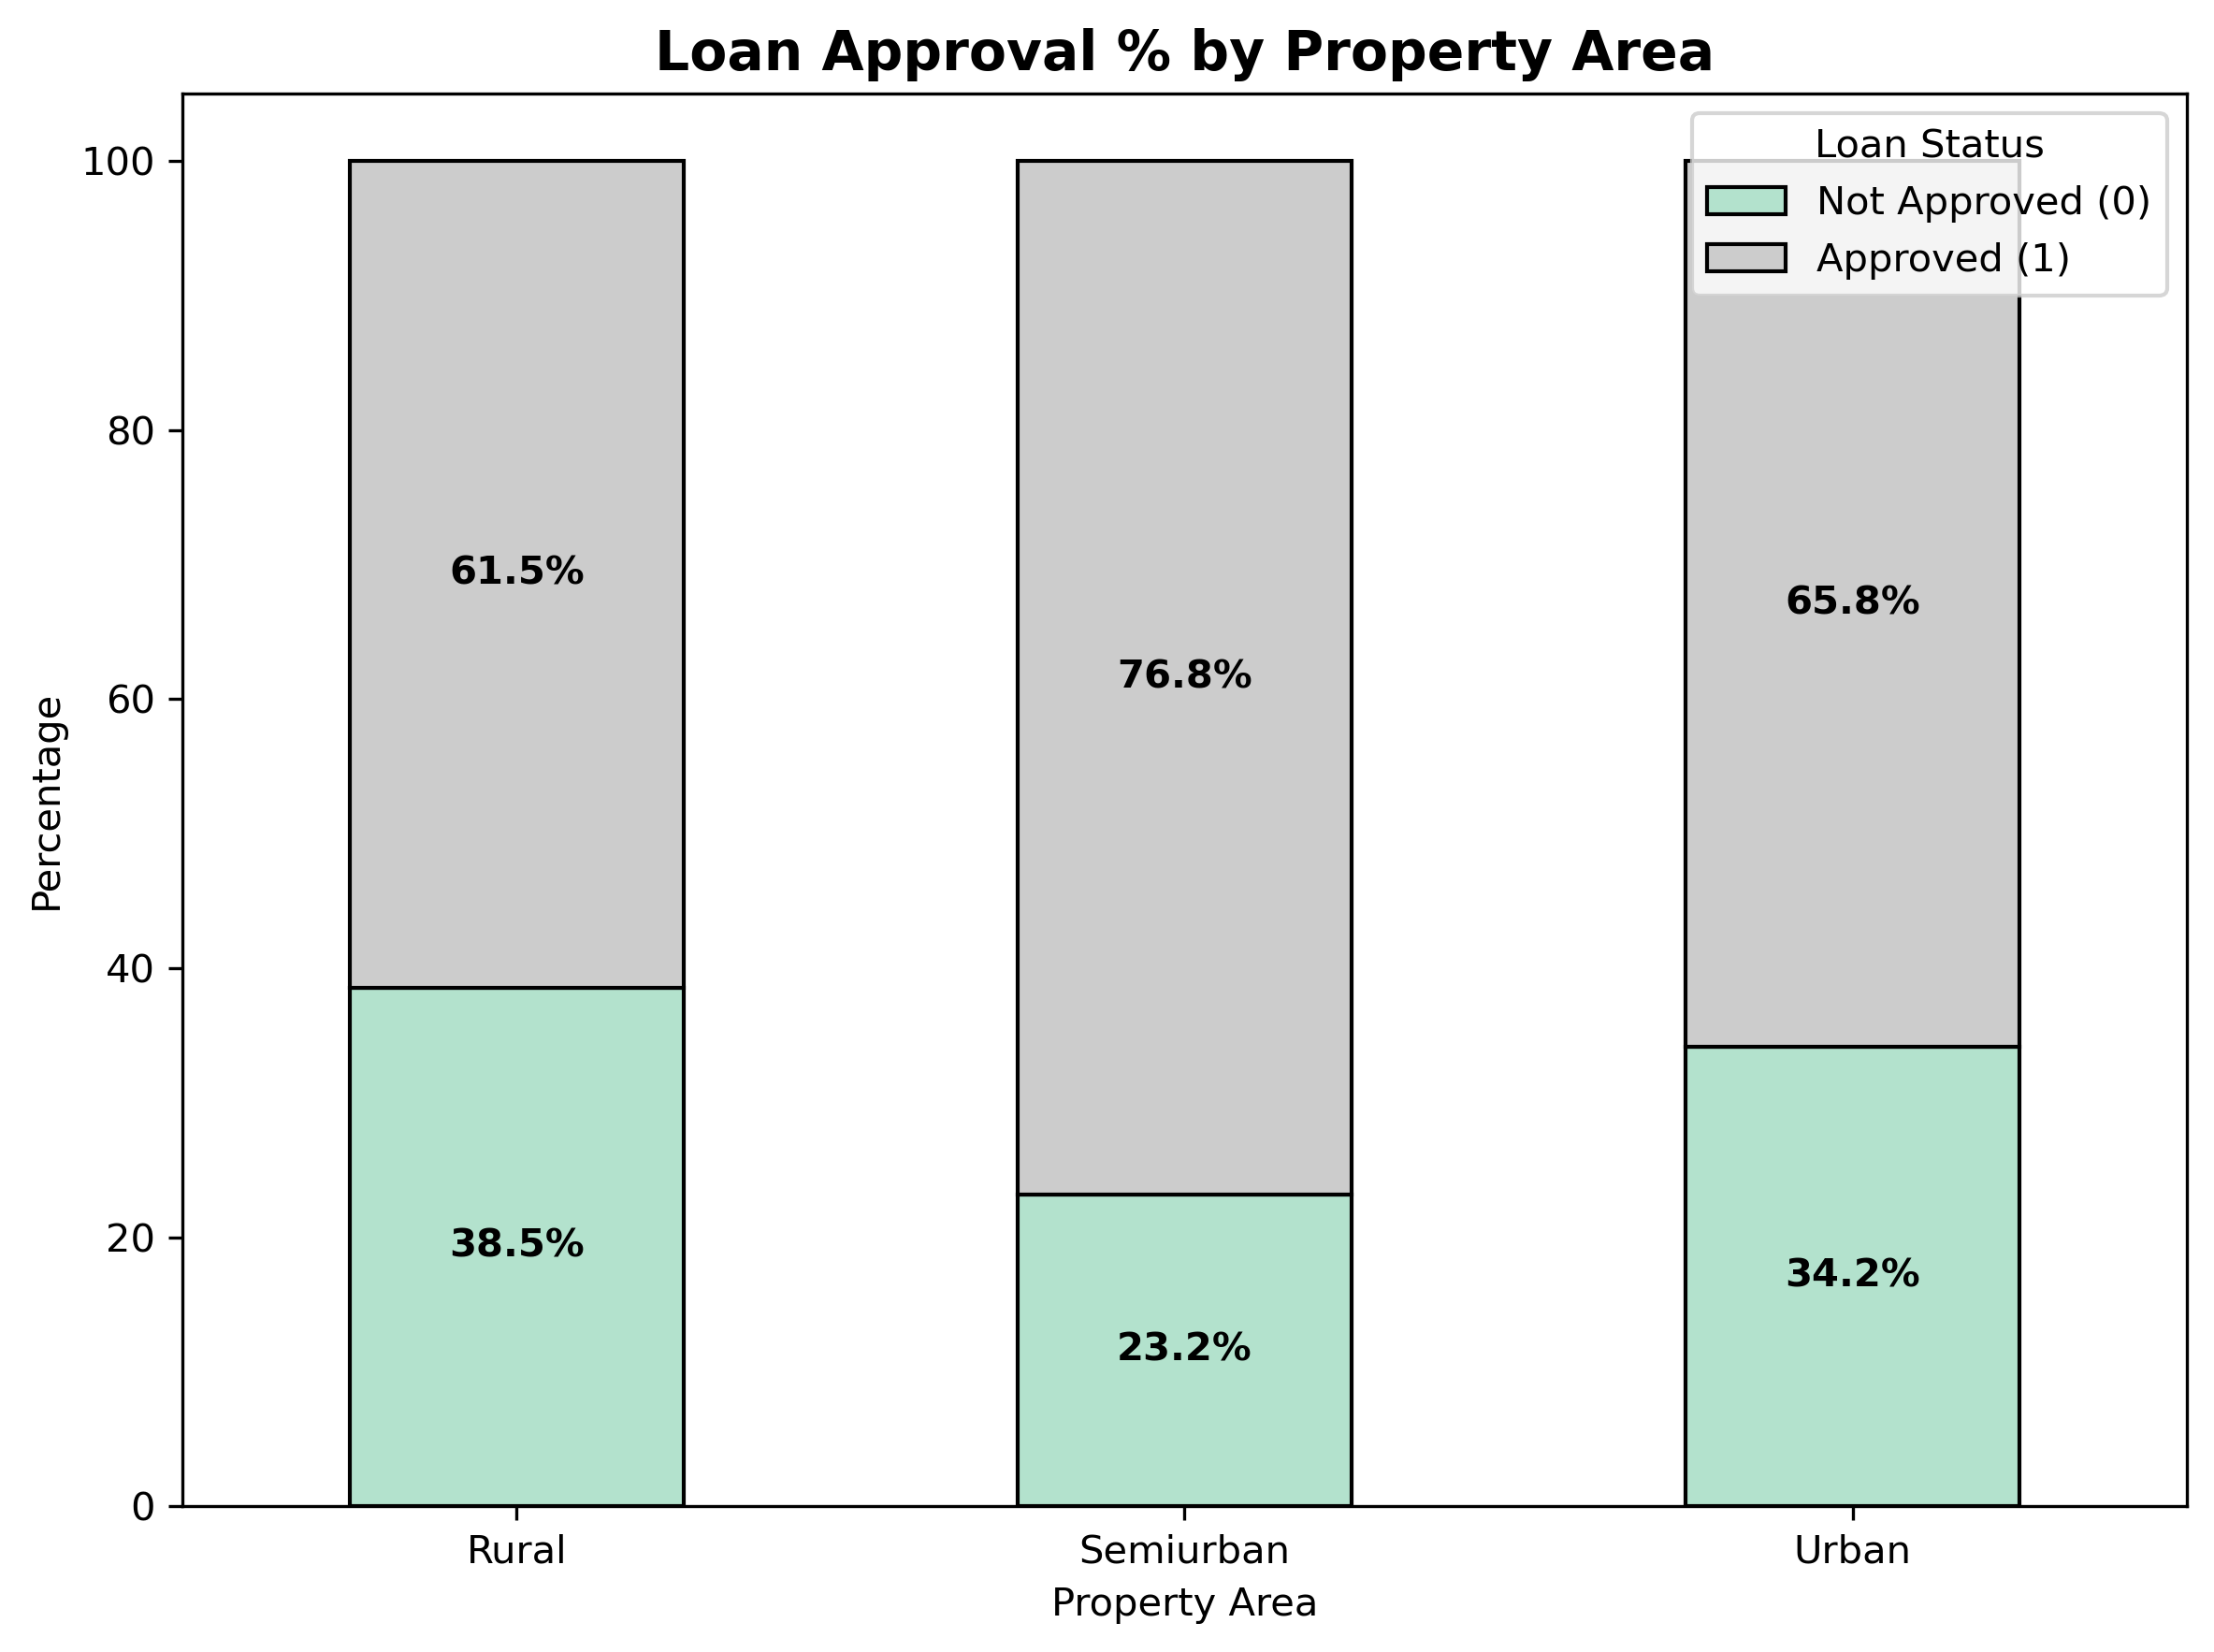 Loan Approval % by Property Area
Loan Status
Not Approved (0)
Approved (1)
Percentage
100
80
60
40
20
0
61.5%
76.8%
65.8%
38.5%
23.2%
34.2%
Rural
Semiurban
Urban
Property Area